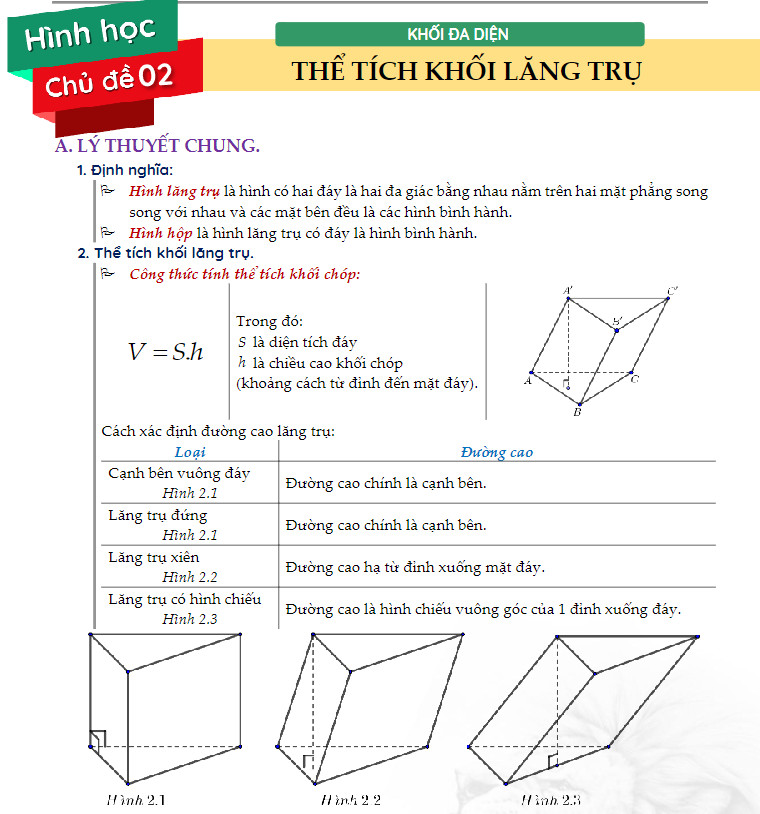 Hình học
Chủ đề 02
KHỐI ĐA DIỆN
THỂ TÍCH KHỐI LĂNG TRỤ
A. LÝ THUYẾT CHUNG.
1. Định nghĩa:
Hình lăng trụ là hình có hai đáy là hai đa giác bằng nhau nằm trên hai mặt phẳng song
song với nhau và các mặt bên đều là các hình bình hành.
Hình hộp là hình lăng trụ có đáy là hình bình hành.
2. Thể tích khối lăng trụ.
Công thức tính thể tích khối chóp:
V = S.h
Trong đó:
S là diện tích đáy
h là chiều cao khối chóp
(khoảng cách từ đỉnh đến mặt đáy).
A' C'
B'
A C
B
Cách xác định đường cao lăng trụ:
Loại Đường cao
Cạnh bên vuông đáy
Hình 2.1
Đường cao chính là cạnh bên.
Lăng trụ đứng
Hình 2.1
Đường cao chính là cạnh bên.
Lăng trụ xiên
Hình 2.2
Đường cao hạ từ đỉnh xuống mặt đáy.
Lăng trụ có hình chiếu
Hình 2.3
Đường cao là hình chiếu vuông góc của 1 đỉnh xuống đáy.
Hình 2.1 Hình 2.2 Hình 2.3